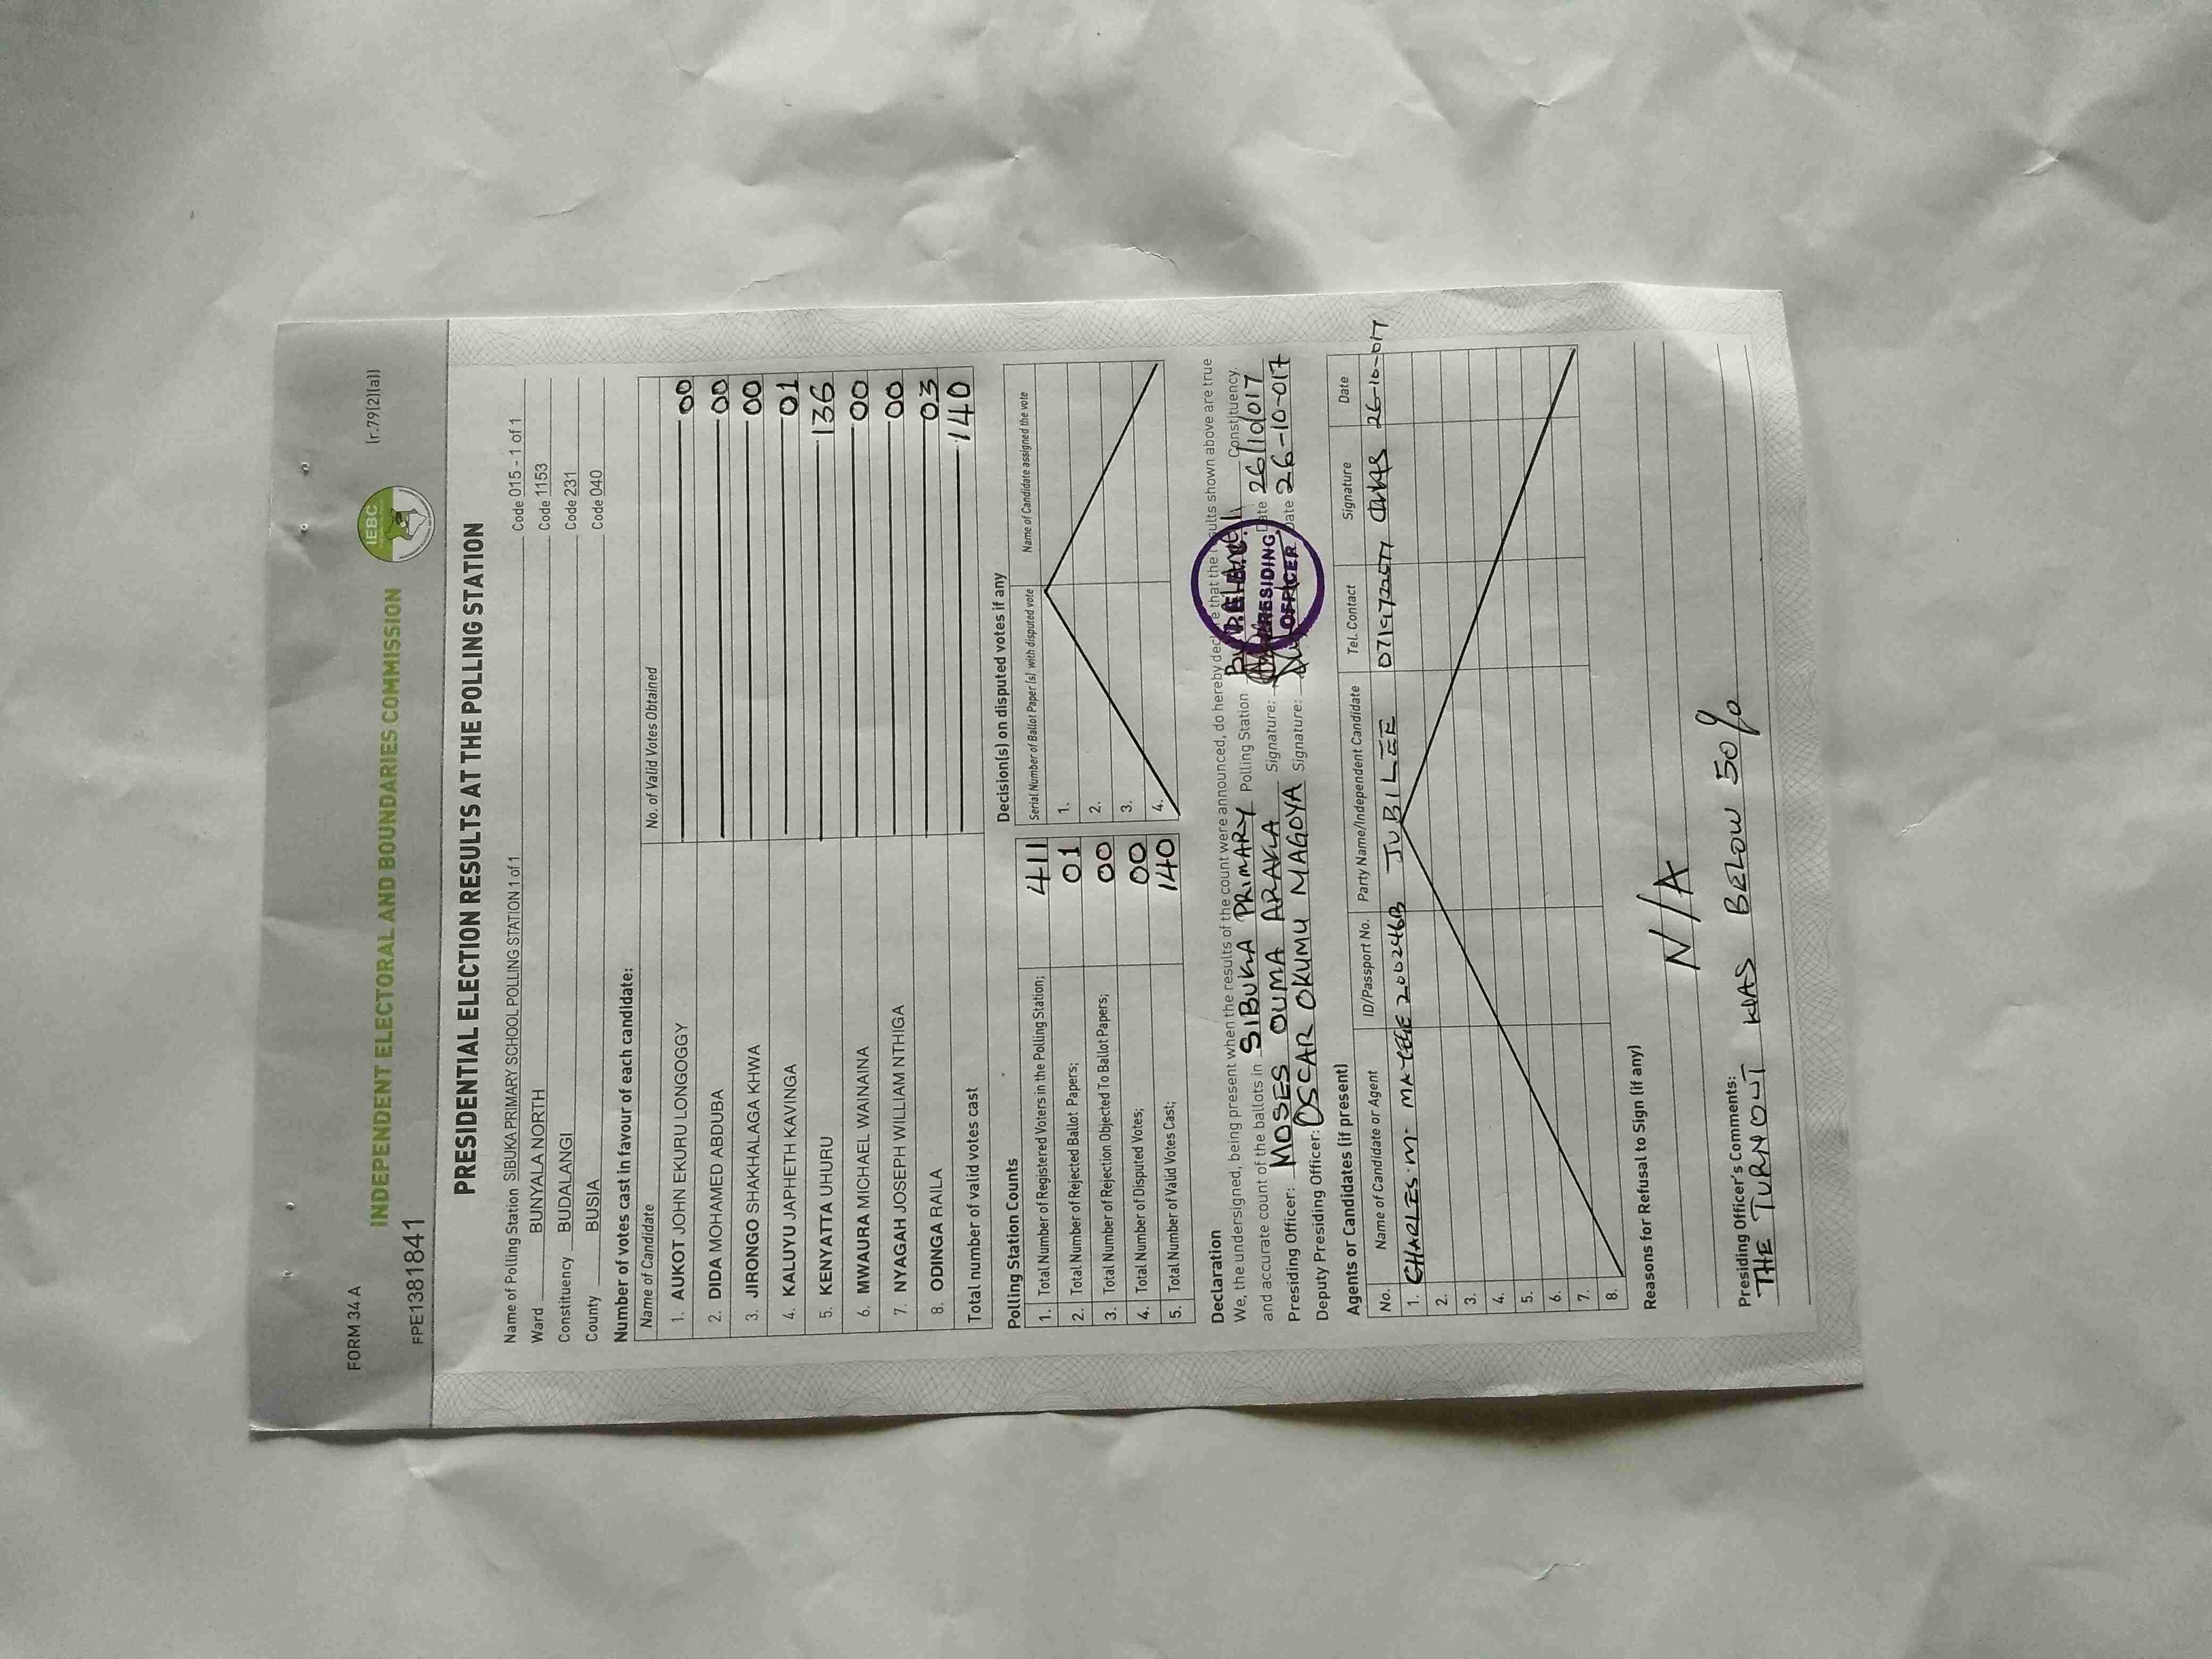 FORM 34 A
[r.79(2)(a)]
INDEPENDENT ELECTORAL AND BOUNDARIES COMMISSION
IEBC
FPE1381841
PRESIDENTIAL ELECTION RESULTS AT THE POLLING STATION
Name of Polling Station SIBUKA PRIMARY SCHOOL POLLING STATION 1 of 1 Code 015 - 1 of 1
Ward BUNYALA NORTH Code 1153
Constituency BUDALANGI Code 231
County BUSIA Code 040
Number of votes cast in favour of each candidate:
Name of Candidate No. of Valid Votes Obtained
1. AUKOT JOHN EKURU LONGOGGY 00
2. DIDA MOHAMED ABDUBA 00
3. JIRONGO SHAKHALAGA KHWA 00
4. KALUYU JAPHETH KAVINGA 01
5. KENYATTA UHURU 136
6. MWAURA MICHAEL WAINAINA 00
7. NYAGAH JOSEPH WILLIAM NTHIGA 00
8. ODINGA RAILA 03
Total number of valid votes cast 140
Polling Station Counts
1. Total Number of Registered Voters in the Polling Station; 411
2. Total Number of Rejected Ballot Papers; 01
3. Total Number of Rejection Objected To Ballot Papers; 00
4. Total Number of Disputed Votes; 00
5. Total Number of Valid Votes Cast; 140
Decision(s) on disputed votes if any
Serial Number of Ballot Paper (s) with disputed vote Name of Candidate assigned the vote
1.
2.
3.
4.
Declaration
We, the undersigned, being present when the results of the count were announced, do hereby declare that the results shown above are true
and accurate count of the ballots in SIBUKA PRIMARY Polling Station Constituency.
Presiding Officer: MOSES OUMA ARAKA Signature: Date 26/10/017
Deputy Presiding Officer: OSCAR OKUMU MAGOYA Signature: Date 26-10-017
PRESIDING
OFFICER
Agents or Candidates (if present)
No. Name of Candidate or Agent ID/Passport No. Party Name/Independent Candidate Tel. Contact Signature Date
1. CHARLES M. JUBILEE 26-10-017
2.
3.
4.
5.
6.
7.
8.
Reasons for Refusal to Sign (if any)
N/A
Presiding Officer's Comments:
THE TURNOUT WAS BELOW 50%